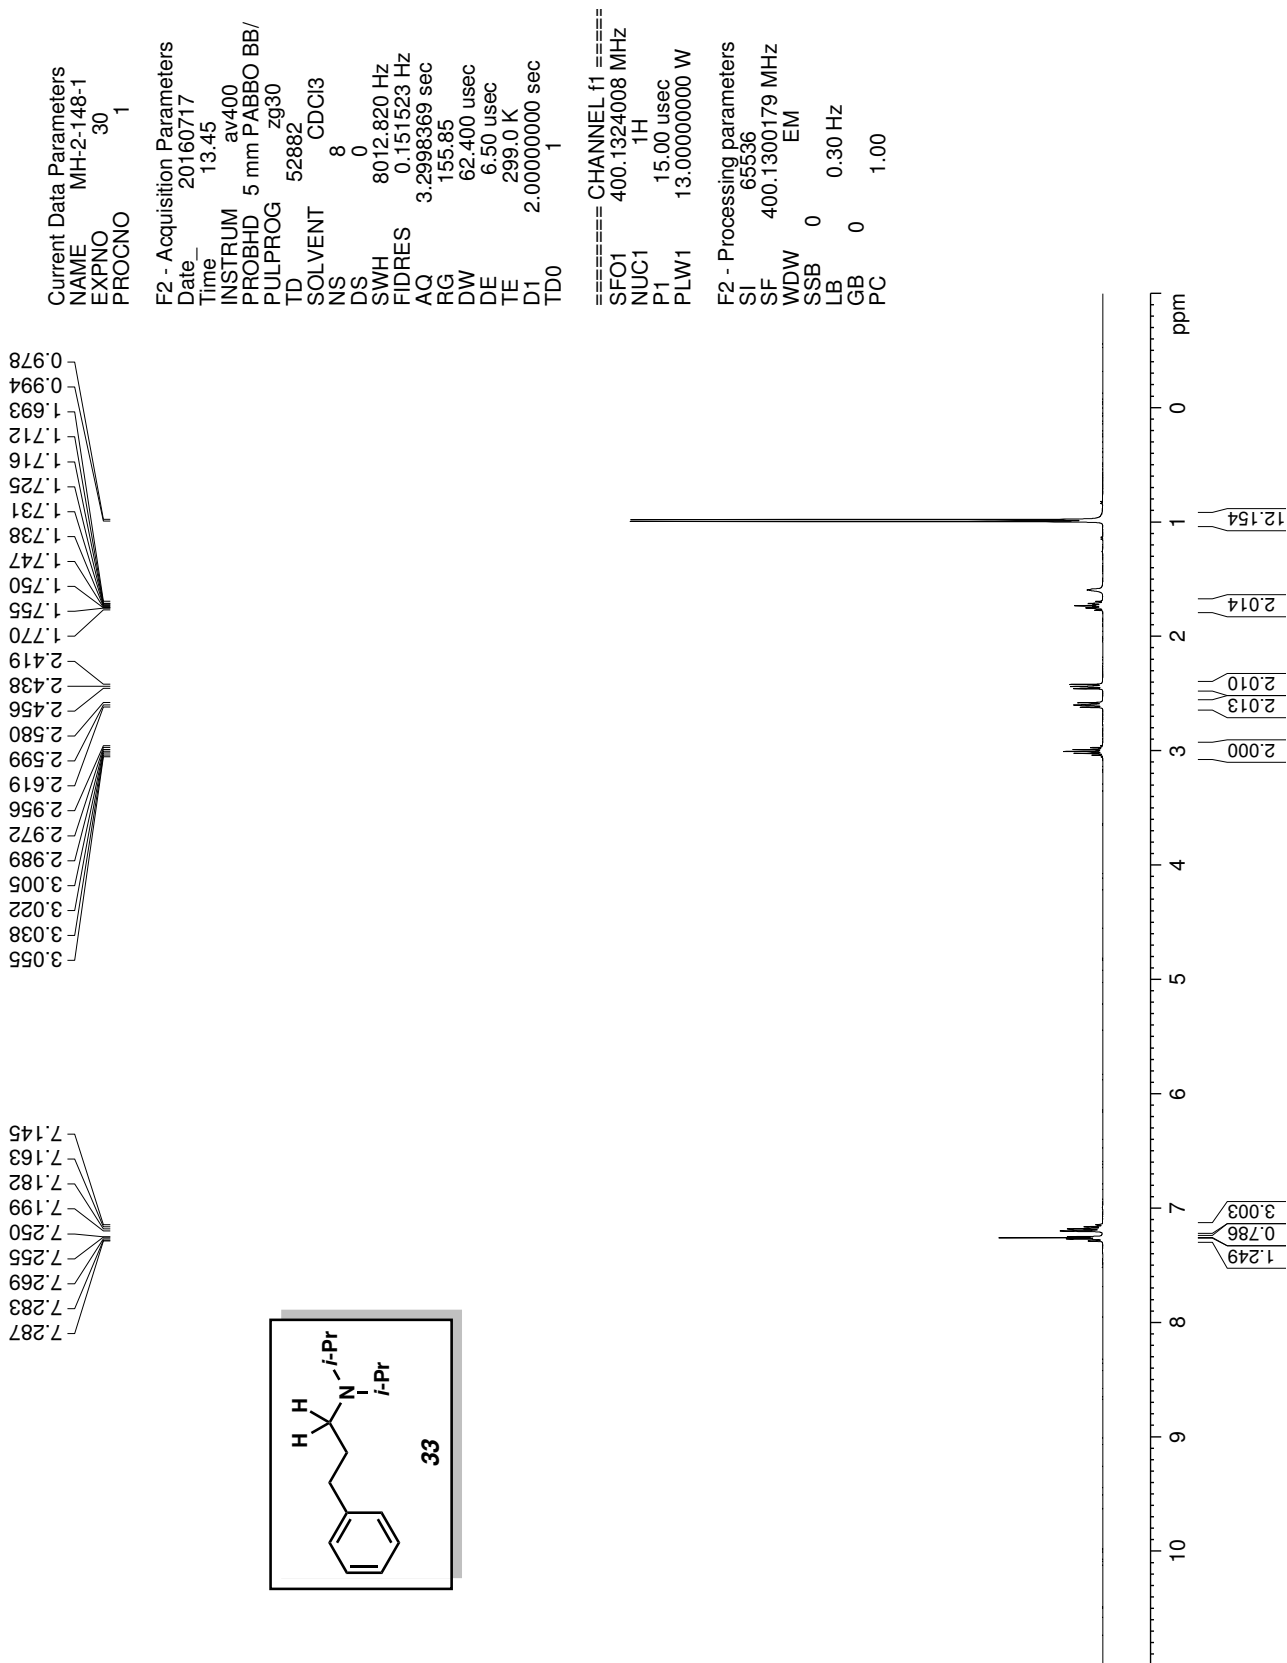 Current Data Parameters
NAME MH-2-148-1
EXPNO 30
PROCNO 1
F2 - Acquisition Parameters
Date_ 20160717
Time 13.45
INSTRUM av400
PROBHD 5 mm PABBO BB/
PULPROG zg30
TD 52882
SOLVENT CDCl3
NS 8
DS 0
SWH 8012.820 Hz
FIDRES 0.151523 Hz
AQ 3.2998369 sec
RG 155.85
DW 62.400 usec
DE 6.50 usec
TE 299.0 K
D1 2.00000000 sec
TD0 1
======== CHANNEL f1 ========
SFO1 400.1324008 MHz
NUC1 1H
P1 15.00 usec
PLW1 13.00000000 W
F2 - Processing parameters
SI 65536
SF 400.1300179 MHz
WDW EM
SSB 0
LB 0.30 Hz
GB 0
PC 1.00
7.287
7.283
7.269
7.255
7.250
7.199
7.182
7.163
7.145
3.055
3.038
3.022
3.005
2.989
2.972
2.956
2.619
2.599
2.580
2.456
2.438
2.419
1.770
1.755
1.750
1.747
1.738
1.731
1.725
1.716
1.712
1.693
0.994
0.978
H H
N i-Pr
i-Pr
33
10 9 8 7 6 5 4 3 2 1 0 ppm
1.249
0.786
3.003
2.000
2.013
2.010
2.014
12.154